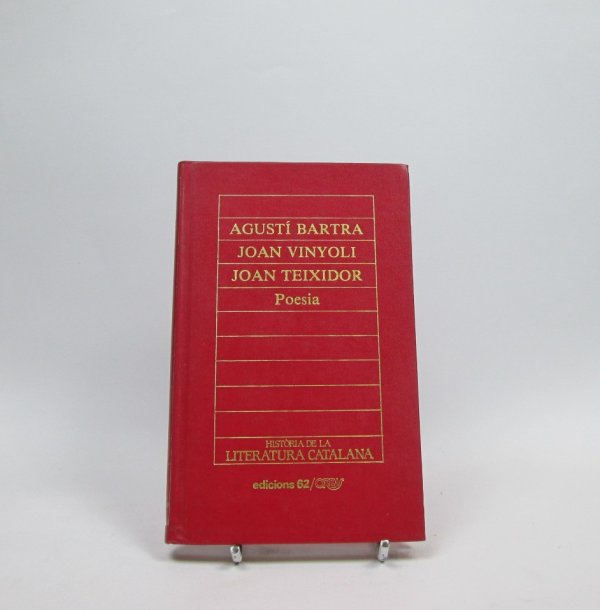 AGUSTÍ BARTRA
JOAN VINYOLI
JOAN TEIXIDOR
Poesia
HISTÒRIA DE LA
LITERATURA CATALANA
edicions 62/ORBIS